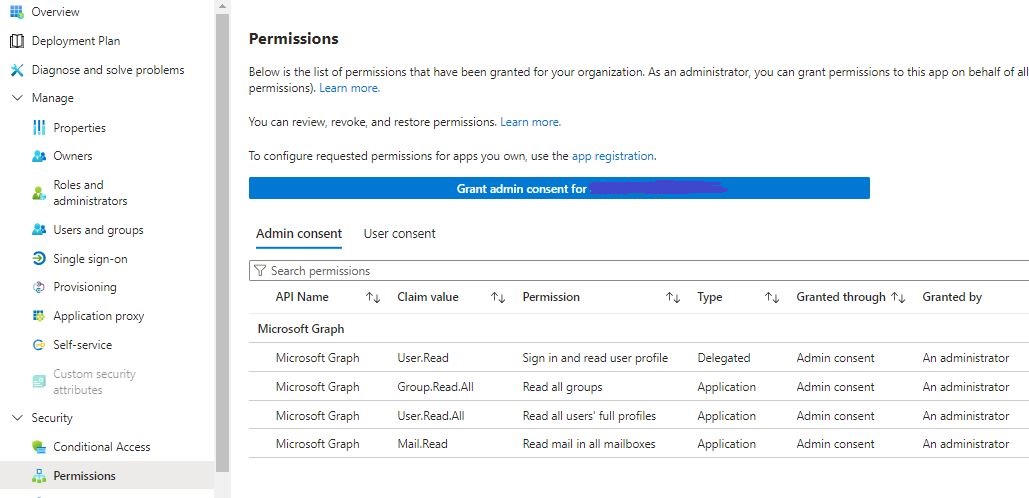 Overview
Deployment Plan
Diagnose and solve problems
Manage
Properties
Owners
Roles and
administrators
Users and groups
Single sign-on
Provisioning
Application proxy
Self-service
Custom security
attributes
Security
Conditional Access
Permissions
Permissions
Below is the list of permissions that have been granted for your organization. As an administrator, you can grant permissions to this app on behalf of all
permissions). Learn more.
You can review, revoke, and restore permissions. Learn more.
To configure requested permissions for apps you own, use the app registration.
Grant admin consent for
Admin consent User consent
Search permissions
API Name Claim value Permission Type Granted through Granted by
Microsoft Graph
Microsoft Graph User.Read Sign in and read user profile Delegated Admin consent An administrator
Microsoft Graph Group.Read.All Read all groups Application Admin consent An administrator
Microsoft Graph User.Read.All Read all users' full profiles Application Admin consent An administrator
Microsoft Graph Mail.Read Read mail in all mailboxes Application Admin consent An administrator